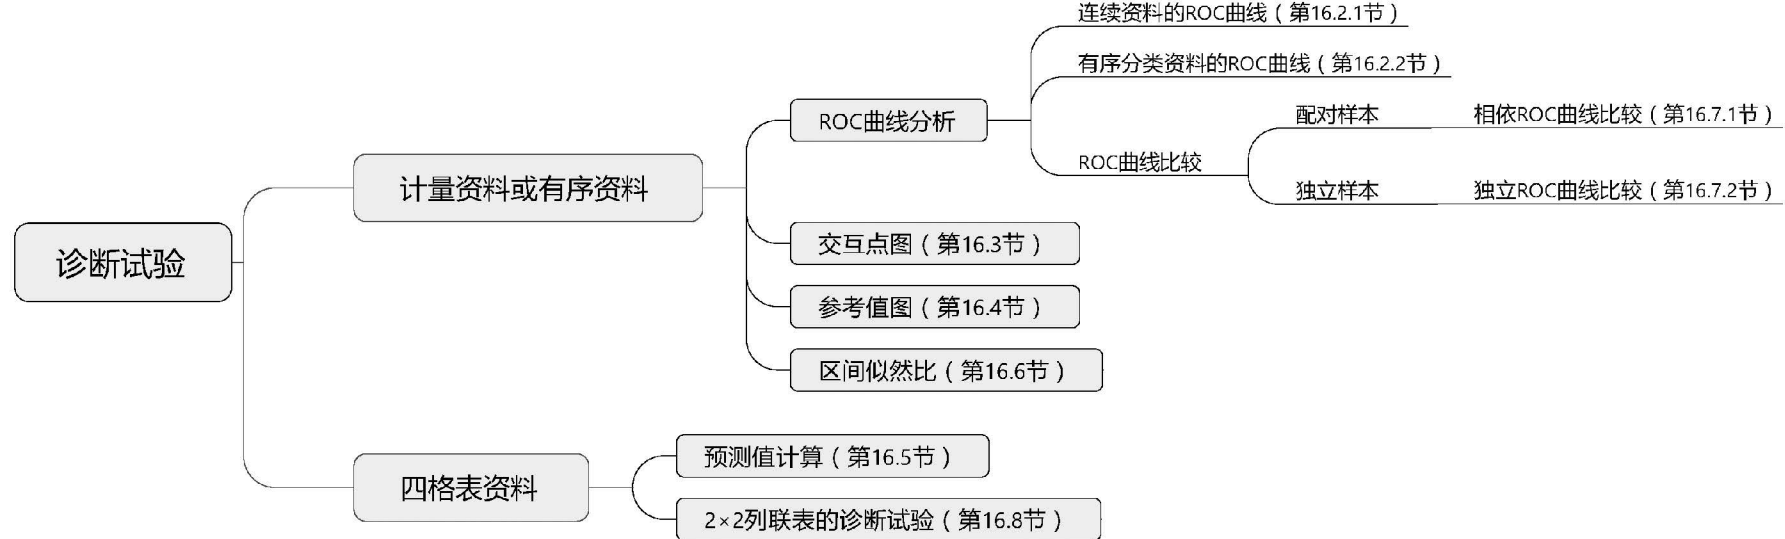 诊断试验
计量资料或有序资料
ROC曲线分析
连续资料的ROC曲线（第16.2.1节）
有序分类资料的ROC曲线（第16.2.2节）
ROC曲线比较
配对样本
相依ROC曲线比较（第16.7.1节）
独立样本
独立ROC曲线比较（第16.7.2节）
交互点图（第16.3节）
参考值图（第16.4节）
区间似然比（第16.6节）
四格表资料
预测值计算（第16.5节）
2×2列联表的诊断试验（第16.8节）